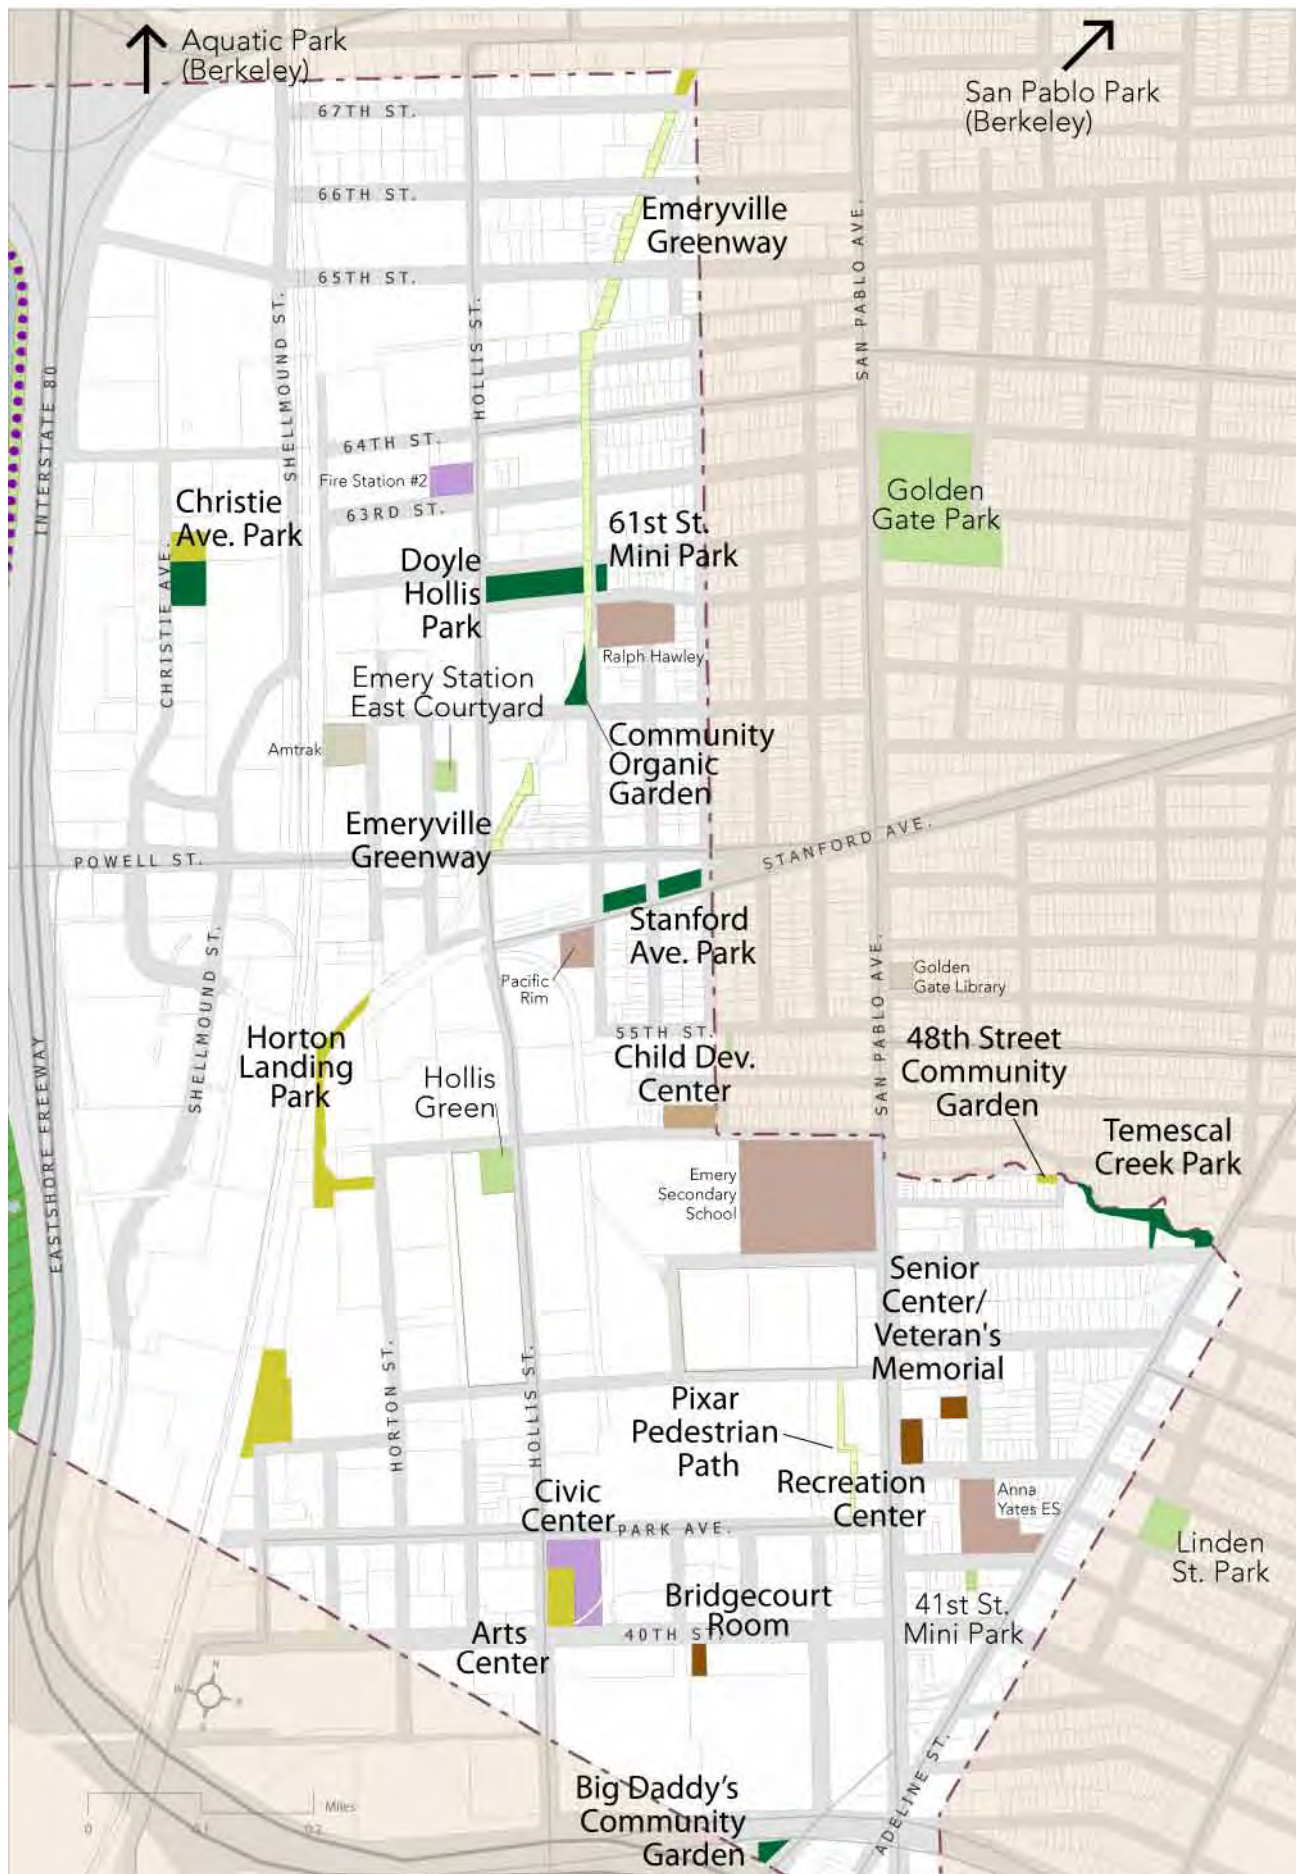 Aquatic Park
(Berkeley)
San Pablo Park
(Berkeley)
67TH ST.
66TH ST.
Emeryville
Greenway
65TH ST.
SHELLMOUND ST.
HOLLIS ST.
SAN PABLO AVE.
INTERSTATE 80
64TH ST.
Fire Station #2
63RD ST.
Christie
Ave. Park
61st St.
Mini Park
Golden
Gate Park
Doyle
Hollis
Park
CHRISTIE AVE.
Ralph Hawley
Emery Station
East Courtyard
Amtrak
Community
Organic
Garden
Emeryville
Greenway
POWELL ST.
STANFORD AVE.
Stanford
Ave. Park
Pacific
Rim
Golden
Gate Library
SHELLMOUND ST.
SAN PABLO AVE.
55TH ST.
Horton
Landing
Park
Hollis
Green
Child Dev.
Center
48th Street
Community
Garden
Temescal
Creek Park
EASTSHORE FREEWAY
Emery
Secondary
School
Senior
Center/
Veteran's
Memorial
HORTON ST.
HOLLIS ST.
Pixar
Pedestrian
Path
Recreation
Center
Anna
Yates ES
Civic
Center
PARK AVE.
Linden
St. Park
Bridgecourt
Room
41st St.
Mini Park
Arts
Center
40TH ST.
N
Big Daddy's
Community
Garden
ADELINE ST.
Miles
0
0.1
0.2